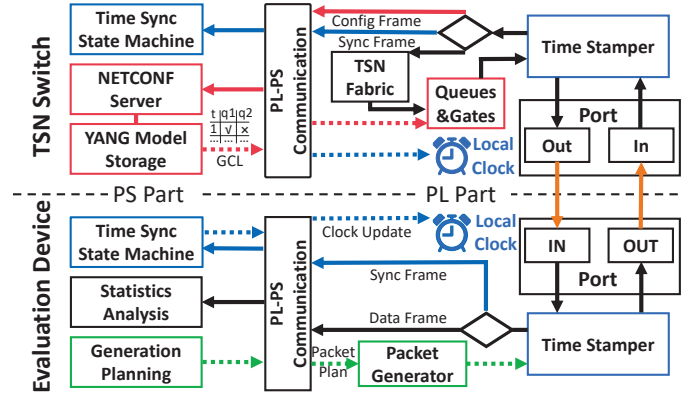 TSN Switch
Time Sync
State Machine
NETCONF
Server
YANG Model
Storage
t |q1|q2
1 √ ×
... ... ...
GCL
PL-PS
Communication
Config Frame
Sync Frame
TSN
Fabric
Queues
&Gates
Local
Clock
Time Stamper
Port
Out
In
PS Part
PL Part
Evaluation Device
Time Sync
State Machine
Statistics
Analysis
Generation
Planning
PL-PS
Communication
Clock Update
Local
Clock
Sync Frame
Data Frame
Packet
Plan
Packet
Generator
IN
OUT
Port
Time Stamper